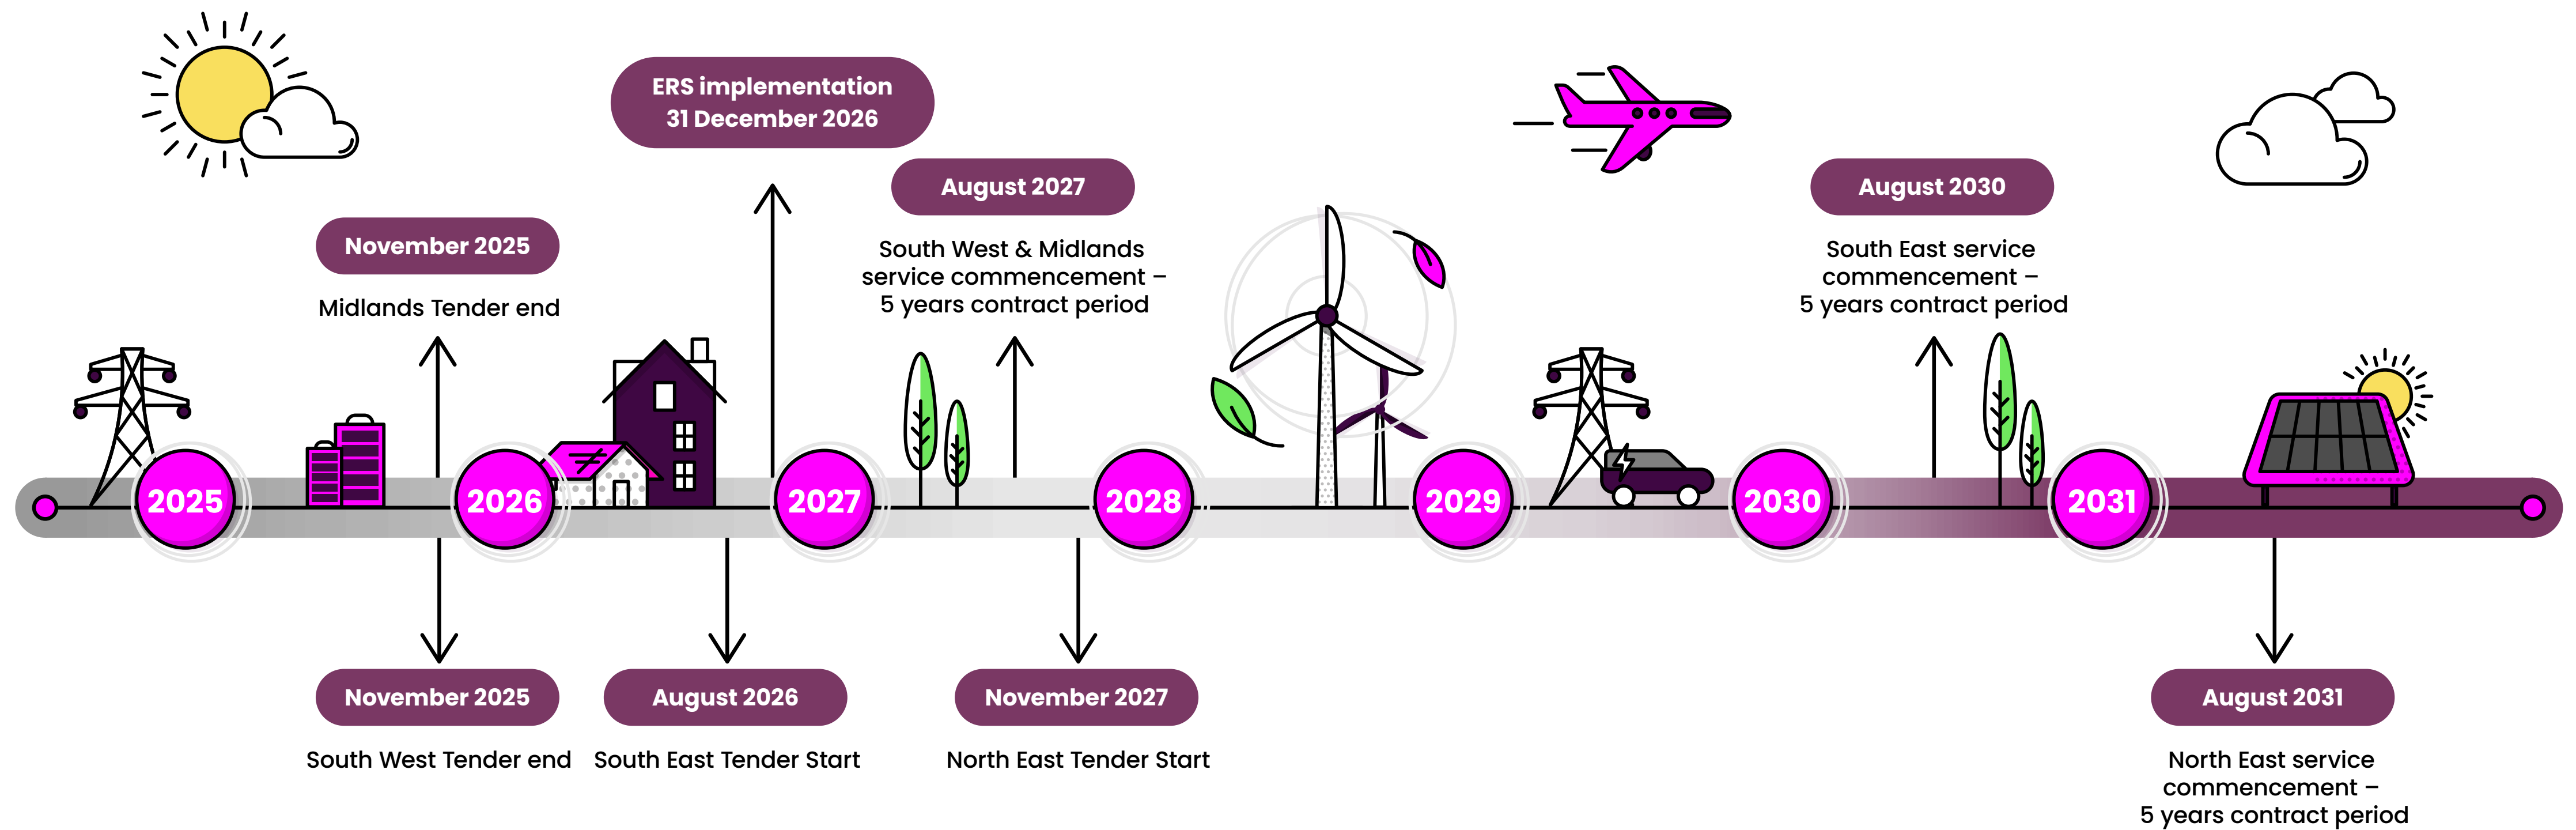 ERS implementation
31 December 2026
August 2027
South West & Midlands
service commencement –
5 years contract period
August 2030
South East service
commencement –
5 years contract period
November 2025
Midlands Tender end
2025
2026
2027
2028
2029
2030
2031
November 2025
South West Tender end
August 2026
South East Tender Start
November 2027
North East Tender Start
August 2031
North East service
commencement –
5 years contract period